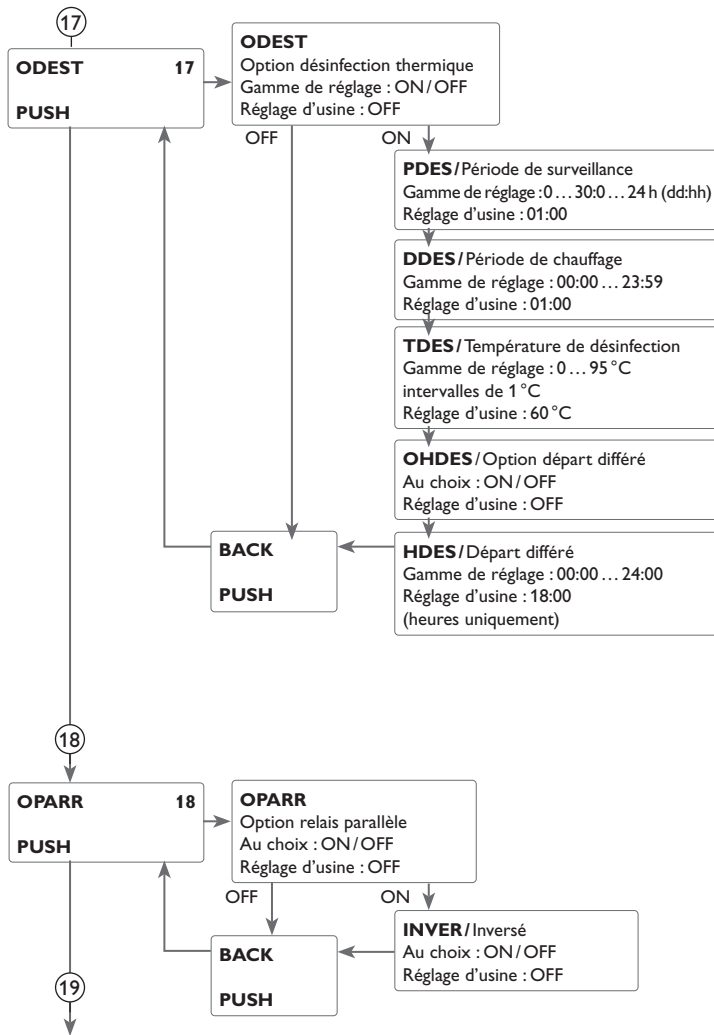 17
ODEST 17
PUSH
ODEST
Option désinfection thermique
Gamme de réglage : ON / OFF
Réglage d'usine : OFF
OFF
ON
PDES / Période de surveillance
Gamme de réglage : 0 … 30:0 … 24 h (dd:hh)
Réglage d'usine : 01:00
DDES / Période de chauffage
Gamme de réglage : 00:00 … 23:59
Réglage d'usine : 01:00
TDES / Température de désinfection
Gamme de réglage : 0 … 95 °C
intervalles de 1 °C
Réglage d'usine : 60 °C
OHDES / Option départ différé
Au choix : ON / OFF
Réglage d'usine : OFF
HDES / Départ différé
Gamme de réglage : 00:00 … 24:00
Réglage d'usine : 18:00
(heures uniquement)
BACK
PUSH
18
OPARR 18
PUSH
OPARR
Option relais parallèle
Au choix : ON / OFF
Réglage d'usine : OFF
OFF
ON
INVER / Inversé
Au choix : ON / OFF
Réglage d'usine : OFF
BACK
PUSH
19